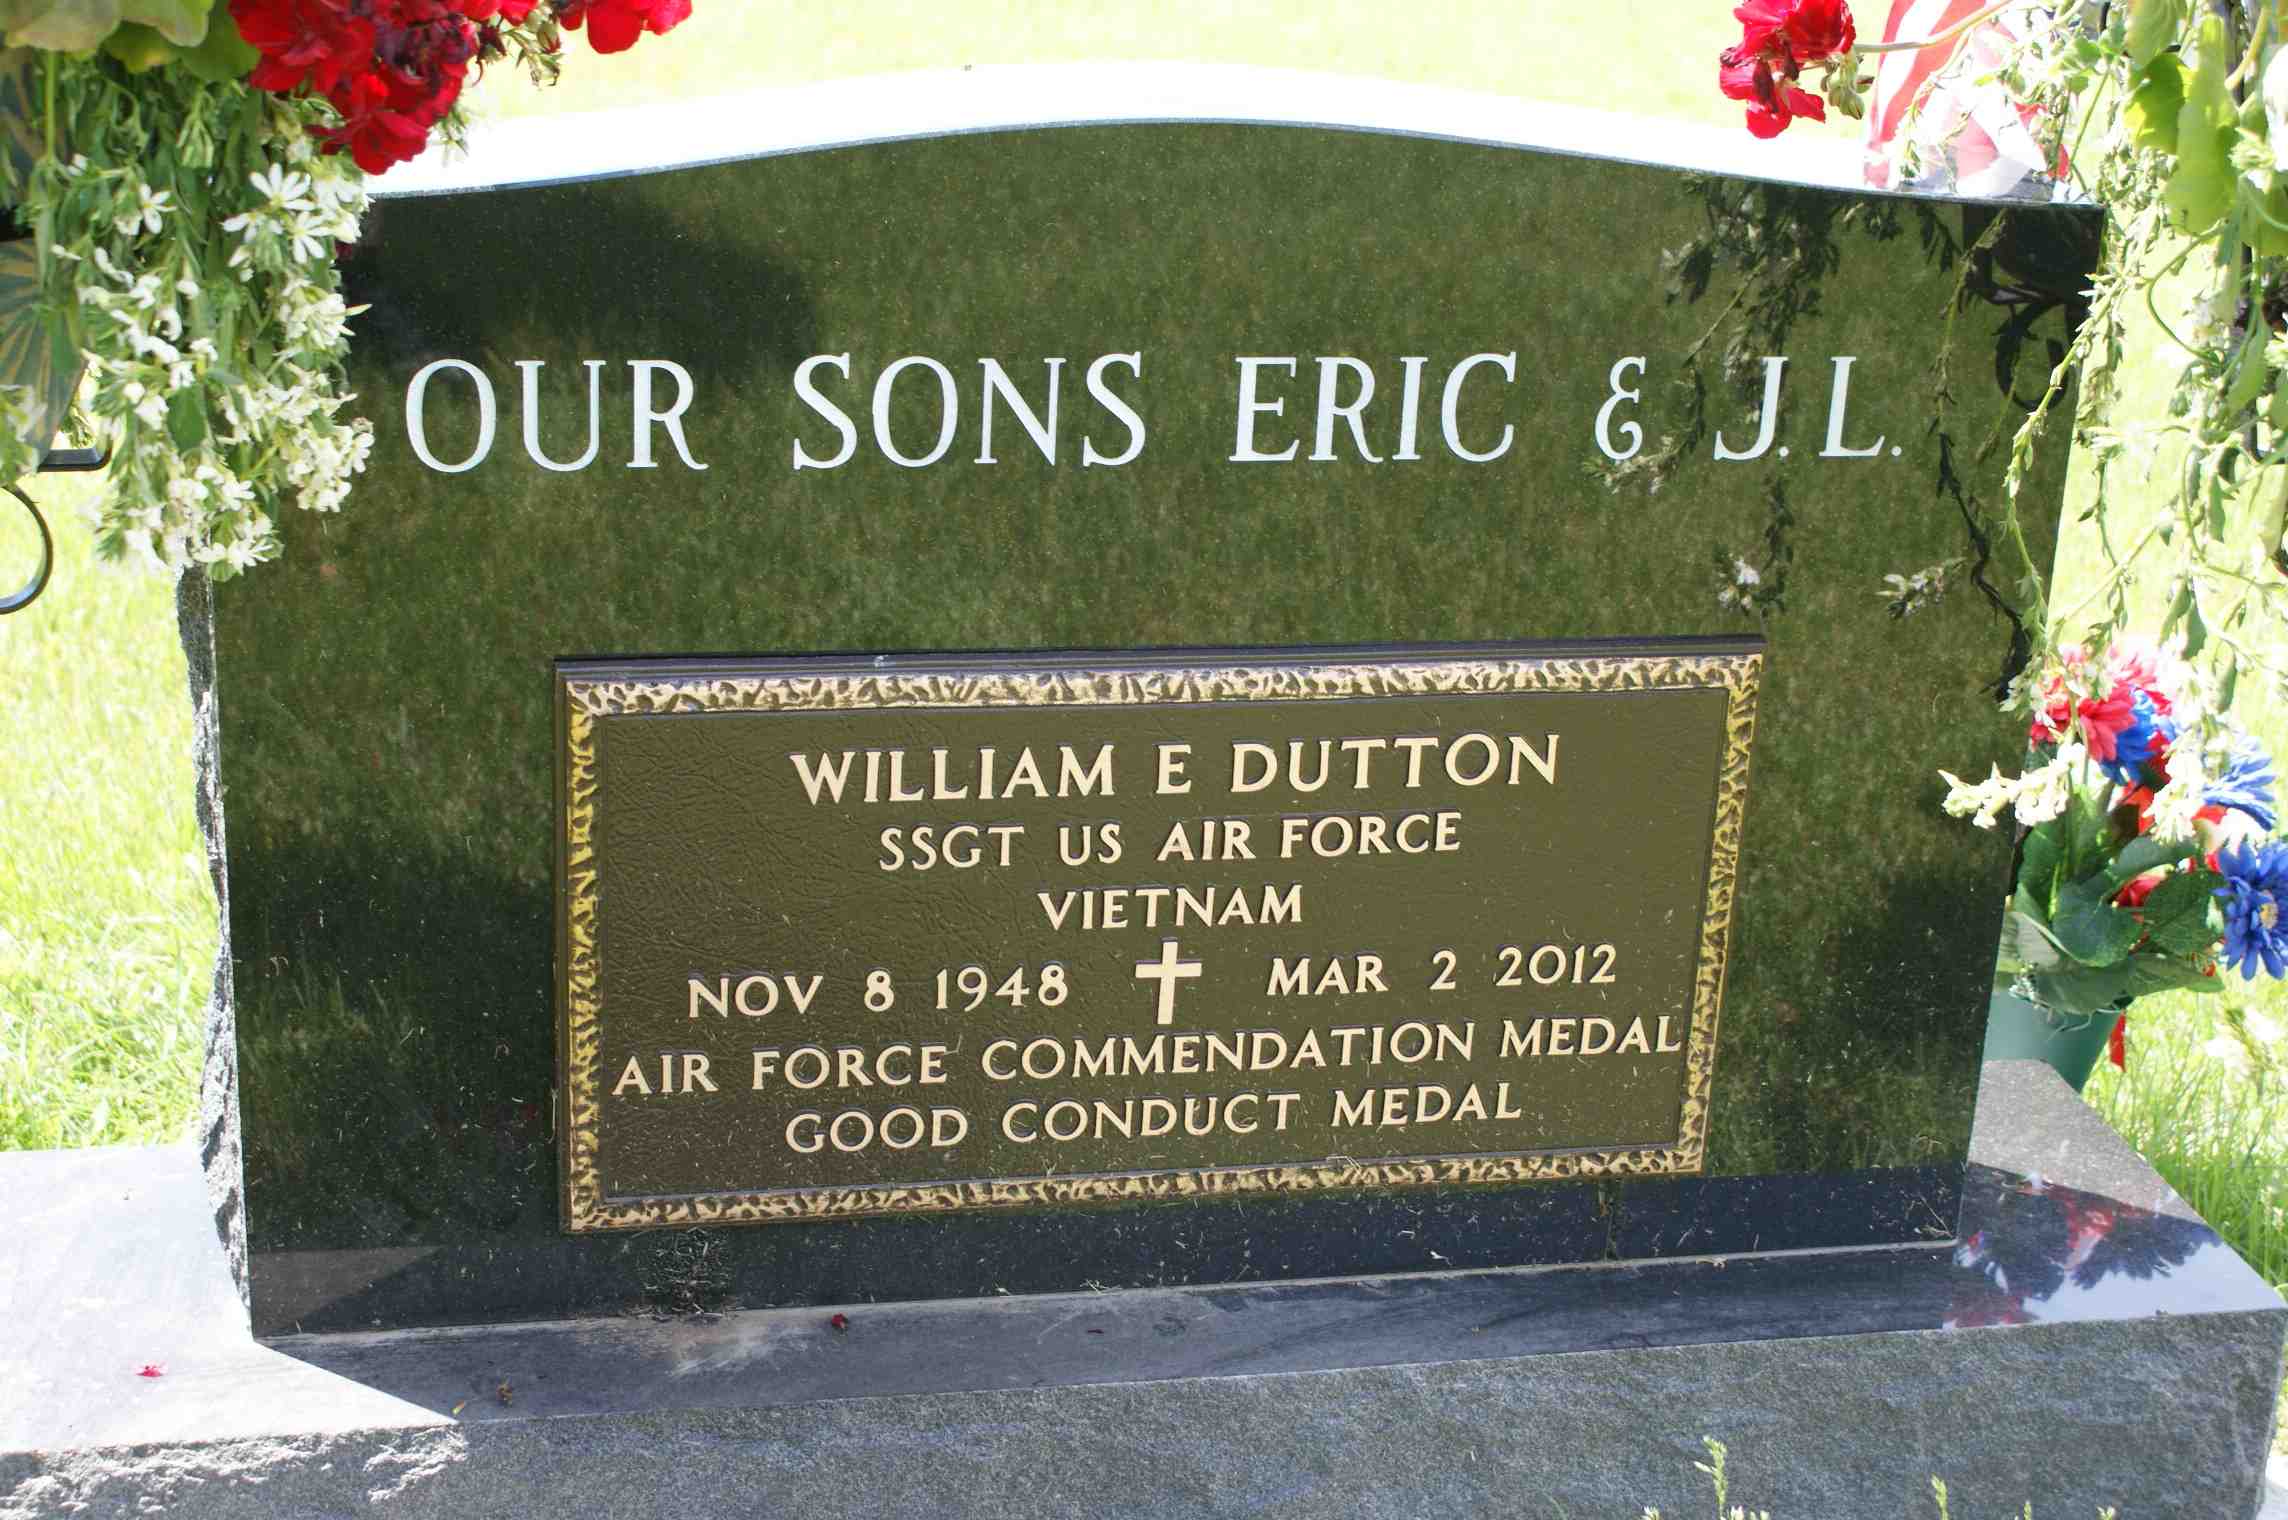 OUR SONS ERIC & J.L.
WILLIAM E DUTTON
SSGT US AIR FORCE
VIETNAM
NOV 8 1948 MAR 2 2012
AIR FORCE COMMENDATION MEDAL
GOOD CONDUCT MEDAL